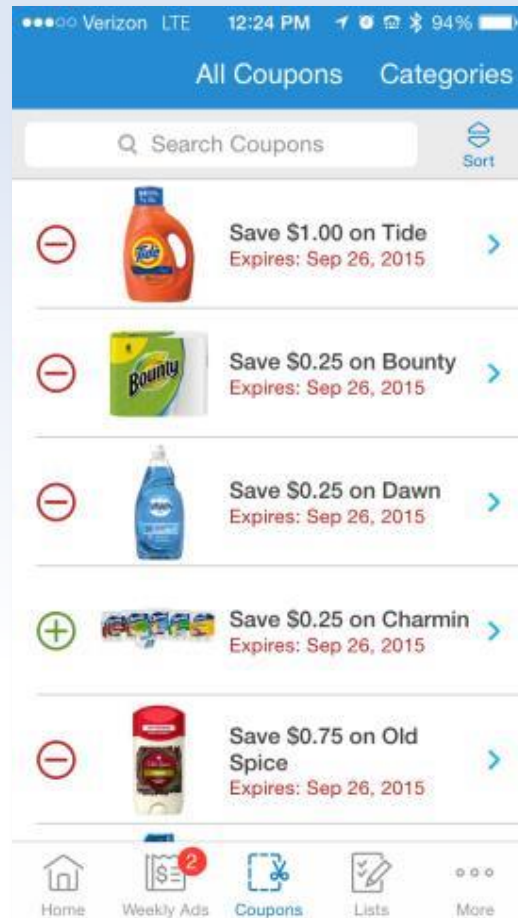 Verizon LTE 12:24 PM 94%
All Coupons Categories
Search Coupons
Sort
Tide
Save $1.00 on Tide
Expires: Sep 26, 2015
Bounty
Save $0.25 on Bounty
Expires: Sep 26, 2015
Save $0.25 on Dawn
Expires: Sep 26, 2015
Save $0.25 on Charmin
Expires: Sep 26, 2015
Save $0.75 on Old
Spice
Expires: Sep 26, 2015
2
Home Weekly Ads Coupons Lists More